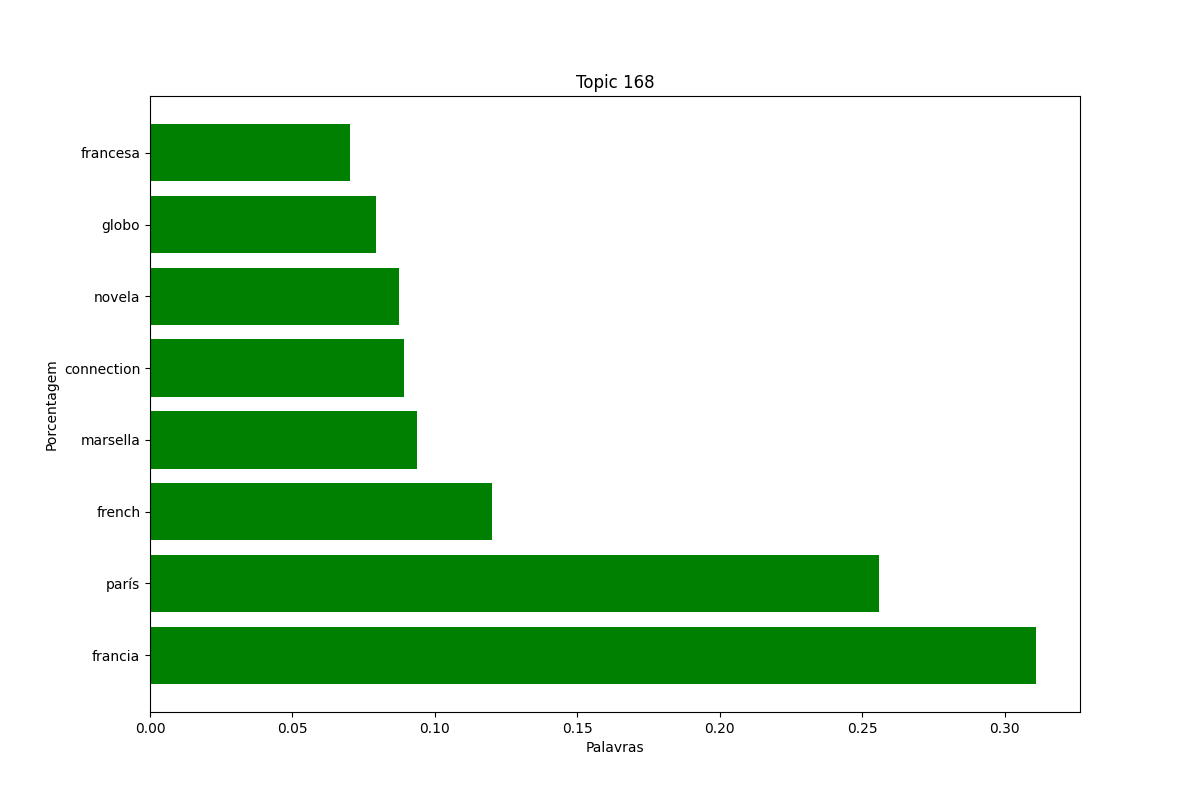 Topic 168
francesa
globo
novela
connection
marsella
french
parís
francia
Porcentagem
0.00 0.05 0.10 0.15 0.20 0.25 0.30
Palavras